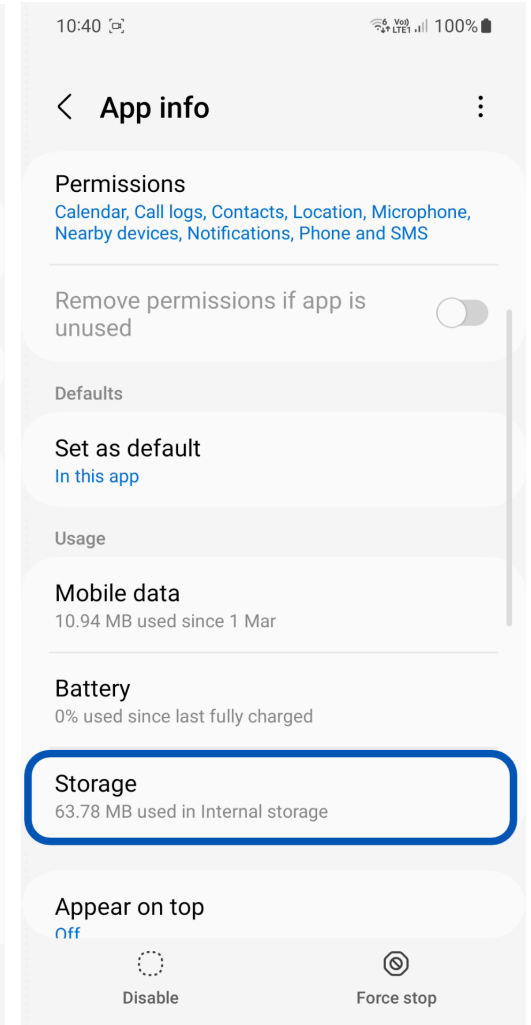 10:40 Vo)) LTE1 100%
App info
Permissions
Calendar, Call logs, Contacts, Location, Microphone,
Nearby devices, Notifications, Phone and SMS
Remove permissions if app is
unused
Defaults
Set as default
In this app
Usage
Mobile data
10.94 MB used since 1 Mar
Battery
0% used since last fully charged
Storage
63.78 MB used in Internal storage
Appear on top
Off
Disable Force stop